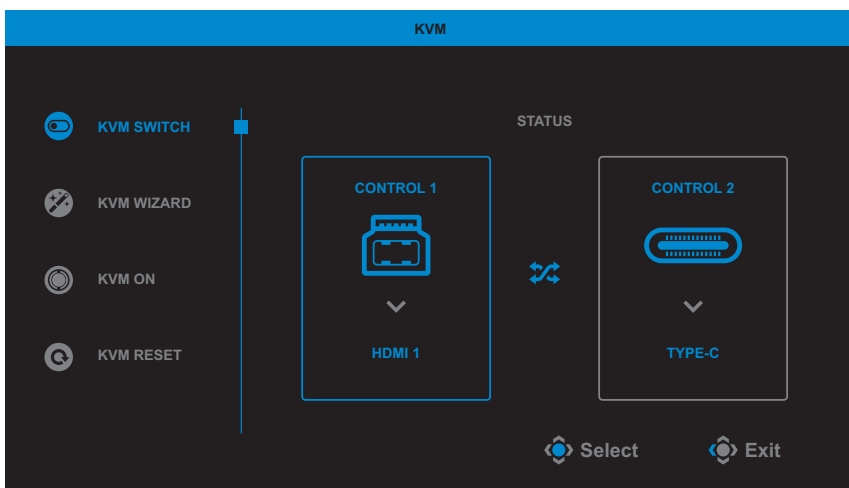 KVM
KVM SWITCH
KVM WIZARD
KVM ON
KVM RESET
STATUS
CONTROL 1
HDMI 1
CONTROL 2
TYPE-C
Select
Exit